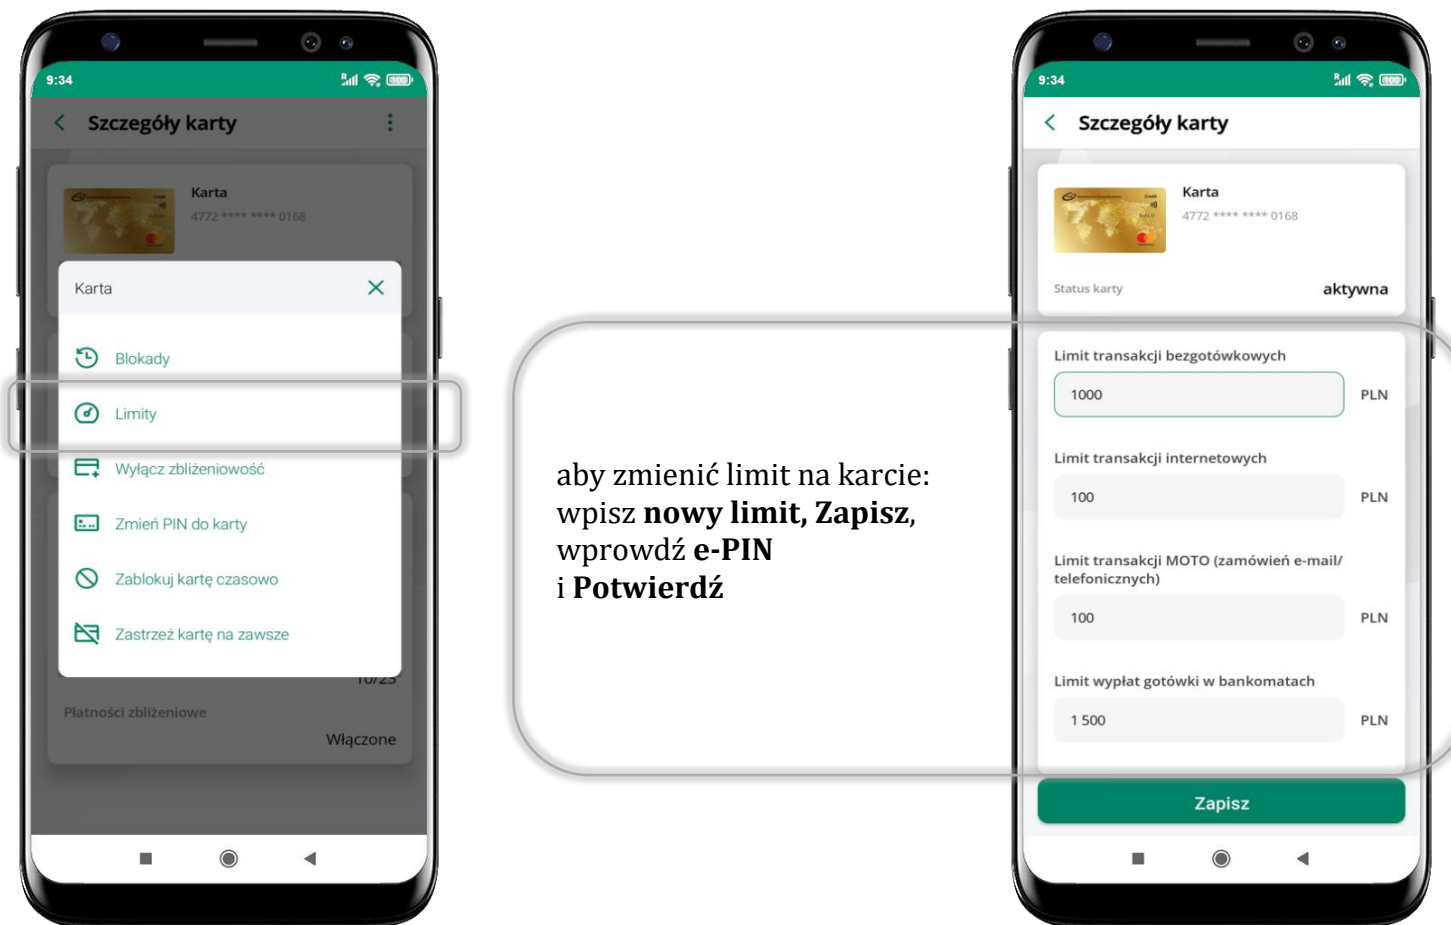 9:34
Szczegóły karty
Karta
4772 **** **** 0168
Karta
Blokady
Limity
Wyłącz zbliżeniowość
Zmień PIN do karty
Zablokuj kartę czasowo
Zastrzeż kartę na zawsze
10/25
Płatności zbliżeniowe
Włączone
aby zmienić limit na karcie:
wpisz nowy limit, Zapisz,
wprowdź e-PIN
i Potwierdź
9:34
Szczegóły karty
Karta
4772 **** **** 0168
Status karty aktywna
Limit transakcji bezgotówkowych
1000 PLN
Limit transakcji internetowych
100 PLN
Limit transakcji MOTO (zamówień e-mail/
telefonicznych)
100 PLN
Limit wypłat gotówki w bankomatach
1 500 PLN
Zapisz